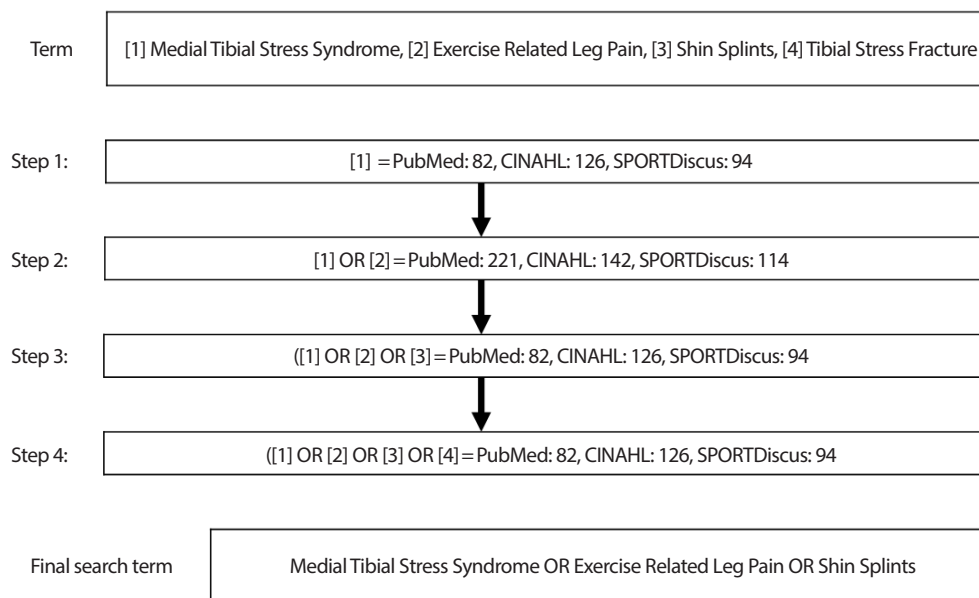 Term
[1] Medial Tibial Stress Syndrome, [2] Exercise Related Leg Pain, [3] Shin Splints, [4] Tibial Stress Fracture
Step 1:
[1] =PubMed: 82, CINAHL: 126, SPORTDiscus: 94
Step 2:
[1] OR [2]=PubMed: 221, CINAHL: 142, SPORTDiscus: 114
Step 3:
([1] OR [2] OR [3]=PubMed: 82, CINAHL: 126, SPORTDiscus: 94
Step 4:
([1] OR [2] OR [3] OR [4]=PubMed: 82, CINAHL: 126, SPORTDiscus: 94
Final search term
Medial Tibial Stress Syndrome OR Exercise Related Leg Pain OR Shin Splints